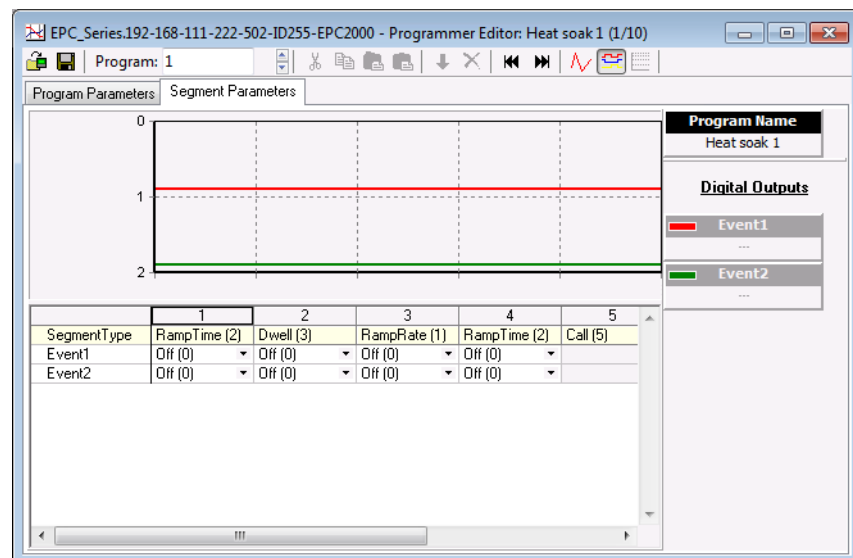 EPC_Series.192-168-111-222-502-ID255-EPC2000 - Programmer Editor: Heat soak 1 (1/10)
Program: 1
Program Parameters Segment Parameters
0
1
2
Program Name
Heat soak 1
Digital Outputs
Event1
---
Event2
---
1 2 3 4 5
SegmentType RampTime (2) Dwell (3) RampRate (1) RampTime (2) Call (5)
Event1 Off (0) Off (0) Off (0) Off (0)
Event2 Off (0) Off (0) Off (0) Off (0)